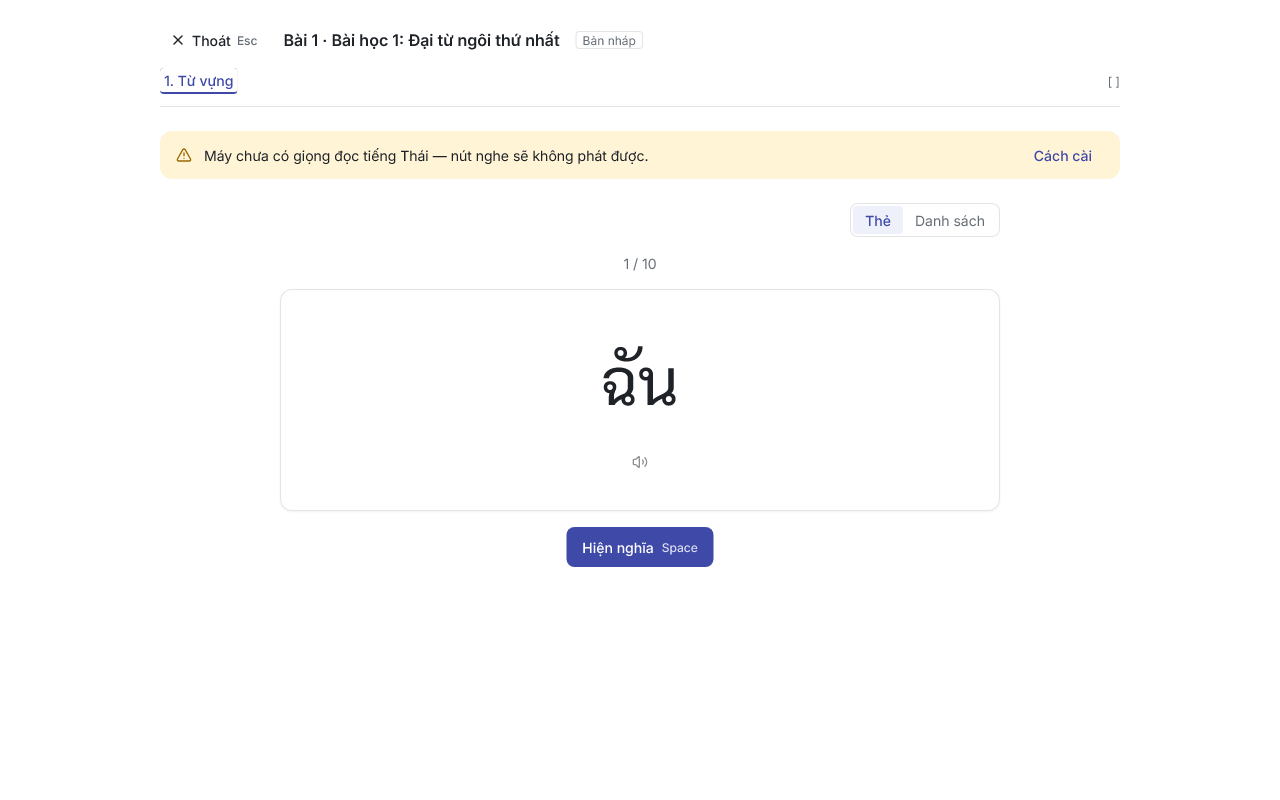 Thoát Esc Bài 1 · Bài học 1: Đại từ ngôi thứ nhất Bản nháp
1. Từ vựng [ ]
Máy chưa có giọng đọc tiếng Thái — nút nghe sẽ không phát được. Cách cài
Thẻ Danh sách
1 / 10
ฉัน
Hiện nghĩa Space